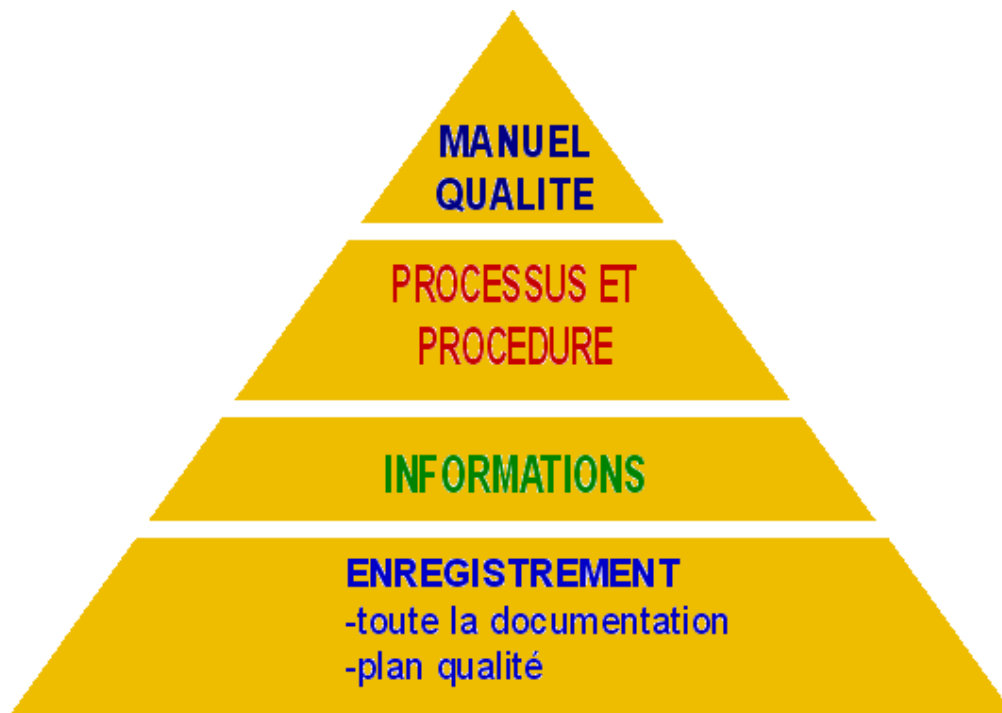 MANUEL
QUALITE
PROCESSUS ET
PROCEDURE
INFORMATIONS
ENREGISTREMENT
-toute la documentation
-plan qualité